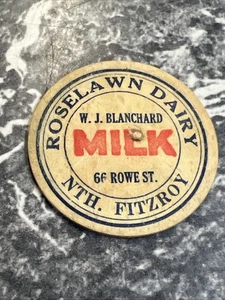 ROSELAWN DAIRY
W. J. BLANCHARD
MILK
66 ROWE ST.
NTH. FITZROY